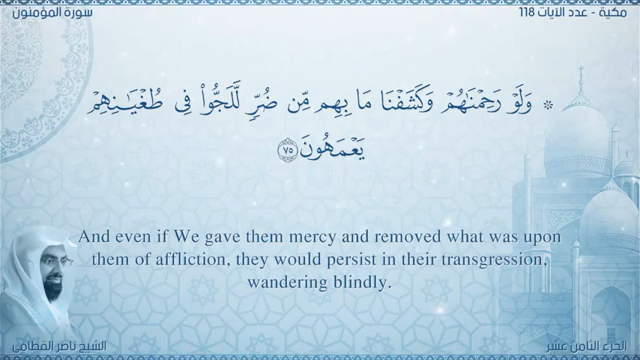 سورة المؤمنون
مكية - عدد الآيات 118
۞ وَلَوْ رَحِمْنَٰهُمْ وَكَشَفْنَا مَا بِهِم مِّن ضُرٍّۢ لَّلَجُّوا۟ فِى طُغْيَٰنِهِمْ
يَعْمَهُونَ ٧٥
And even if We gave them mercy and removed what was upon
them of affliction, they would persist in their transgression,
wandering blindly.
الشيخ ناصر القطامي
الجزء الثامن عشر